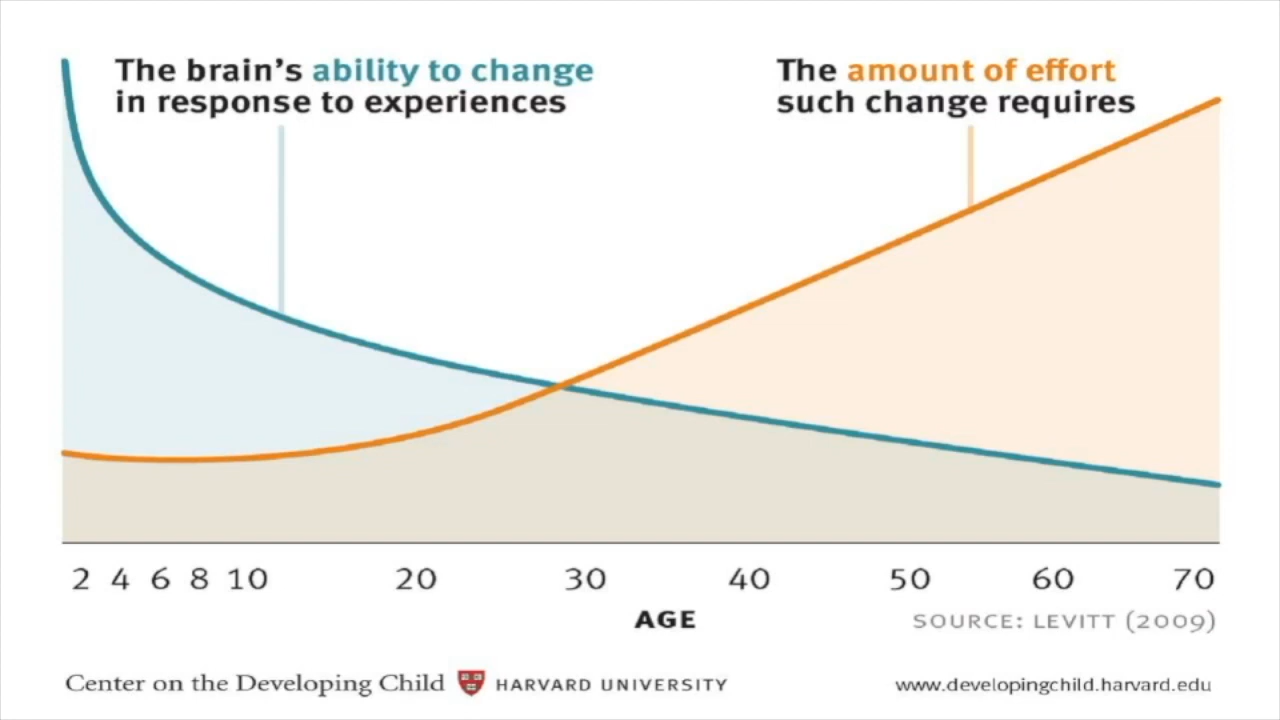 The brain's ability to change
in response to experiences
The amount of effort
such change requires
2 4 6 8 10 20 30 40 50 60 70
AGE
SOURCE: LEVITT (2009)
Center on the Developing Child HARVARD UNIVERSITY
www.developingchild.harvard.edu